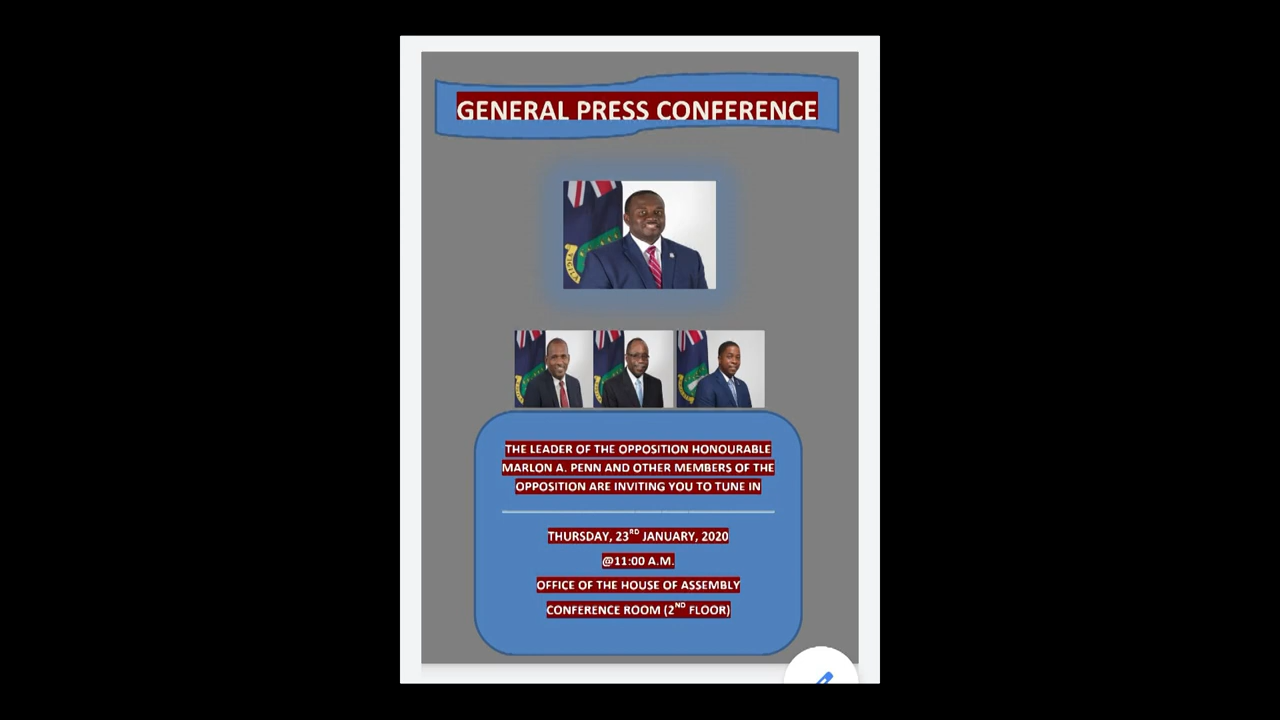 GENERAL PRESS CONFERENCE
THE LEADER OF THE OPPOSITION HONOURABLE
MARLON A. PENN AND OTHER MEMBERS OF THE
OPPOSITION ARE INVITING YOU TO TUNE IN
THURSDAY, 23RD JANUARY, 2020
@11:00 A.M.
OFFICE OF THE HOUSE OF ASSEMBLY
CONFERENCE ROOM (2ND FLOOR)